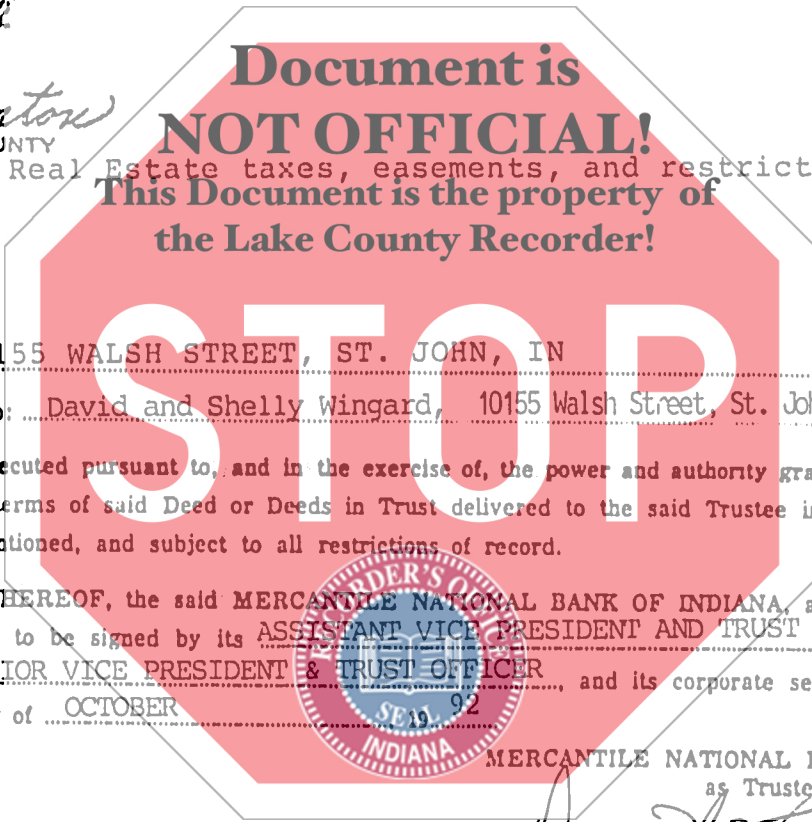 Document is
NOT OFFICIAL!
UNTY
Real Estate taxes, easements, and restrict
This Document is the property of
the Lake County Recorder!
STOP
155 WALSH STREET, ST. JOHN, IN
David and Shelly Wingard, 10155 Walsh Street, St. Joh
ecuted pursuant to, and in the exercise of, the power and authority gra
erms of said Deed or Deeds in Trust delivered to the said Trustee in
tioned, and subject to all restrictions of record.
HEREOF, the said MERCANTILE NATIONAL BANK OF INDIANA, a
to be signed by its ASSISTANT VICE PRESIDENT AND TRUST
IOR VICE PRESIDENT & TRUST OFFICER, and its corporate se
of OCTOBER 19 92
RECORDER'S OFFICE
SEAL
INDIANA
MERCANTILE NATIONAL
as Truste